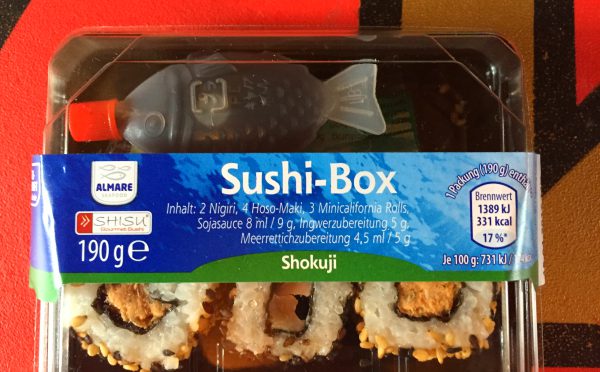 ALMARE
SEAFOOD
SHISU
Gourmet-Sushi
190 g e
Sushi-Box
Inhalt: 2 Nigiri, 4 Hoso-Maki, 3 Minicalifornia Rolls,
Sojasauce 8 ml / 9 g, Ingwerzubereitung 5 g,
Meerrettichzubereitung 4,5 ml / 5 g
Shokuji
1 Packung (190 g)
Brennwert
1389 kJ
331 kcal
17 %*
Je 100 g: 731 kJ /